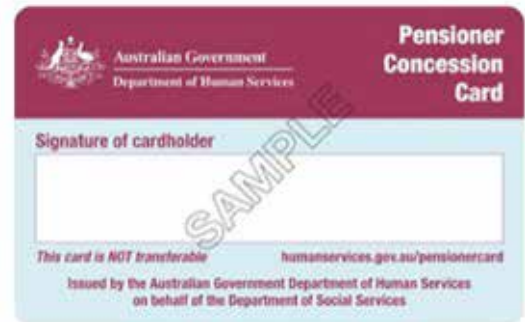 Australian Government
Department of Human Services
Pensioner
Concession
Card
Signature of cardholder
SAMPLE
This card is NOT transferable
humanservices.gov.au/pensionercard
Issued by the Australian Government Department of Human Services
on behalf of the Department of Social Services